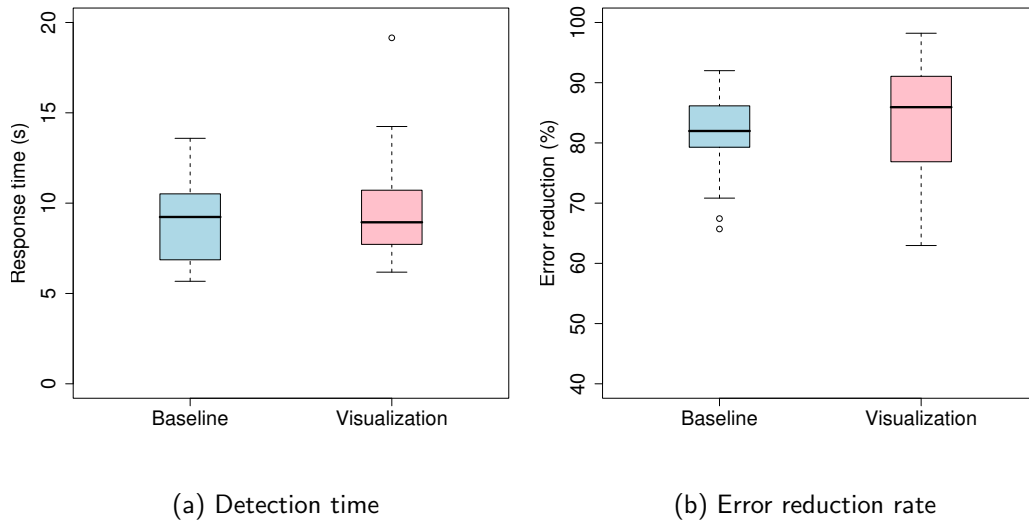 Response time (s)
20
15
10
5
0
Baseline
Visualization
(a) Detection time
Error reduction (%)
100
90
80
70
60
50
40
Baseline
Visualization
(b) Error reduction rate